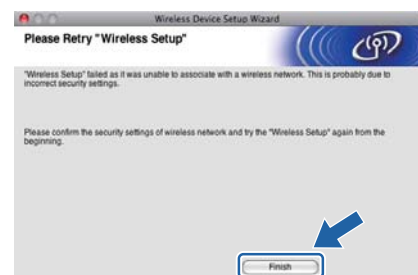 Wireless Device Setup Wizard
Please Retry "Wireless Setup"
"Wireless Setup" failed as it was unable to associate with a wireless network. This is probably due to
incorrect security settings.
Please confirm the security settings of wireless network and try the "Wireless Setup" again from the
beginning.
Finish